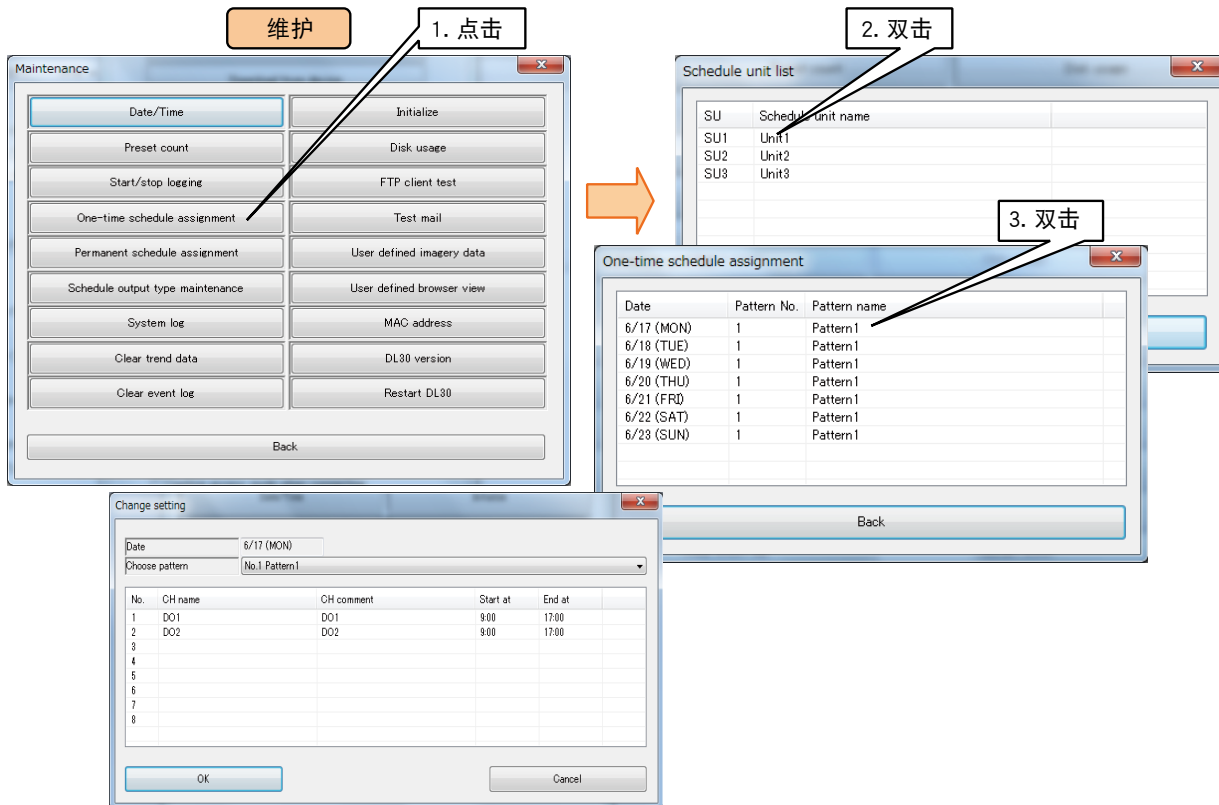 维护
1. 点击
2. 双击
Maintenance
Date/Time
Initialize
Preset count
Disk usage
Start/stop logging
FTP client test
One-time schedule assignment
Test mail
Permanent schedule assignment
User defined imagery data
Schedule output type maintenance
User defined browser view
System log
MAC address
Clear trend data
DL30 version
Clear event log
Restart DL30
Back
Schedule unit list
SU Schedule unit name
SU1 Unit1
SU2 Unit2
SU3 Unit3
3. 双击
One-time schedule assignment
Date Pattern No. Pattern name
6/17 (MON) 1 Pattern1
6/18 (TUE) 1 Pattern1
6/19 (WED) 1 Pattern1
6/20 (THU) 1 Pattern1
6/21 (FRI) 1 Pattern1
6/22 (SAT) 1 Pattern1
6/23 (SUN) 1 Pattern1
Back
Change setting
Date 6/17 (MON)
Choose pattern No.1 Pattern1
No. CH name CH comment Start at End at
1 DO1 DO1 9:00 17:00
2 DO2 DO2 9:00 17:00
3
4
5
6
7
8
OK Cancel